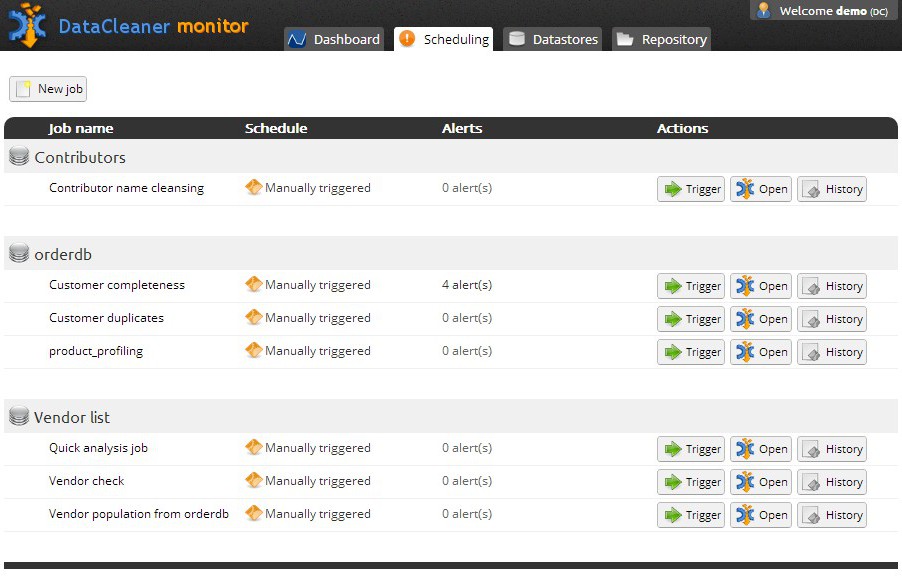 Welcome demo (DC)
DataCleaner monitor
Dashboard Scheduling Datastores Repository
New job
Job name Schedule Alerts Actions
Contributors
Contributor name cleansing Manually triggered 0 alert(s) Trigger Open History
orderdb
Customer completeness Manually triggered 4 alert(s) Trigger Open History
Customer duplicates Manually triggered 0 alert(s) Trigger Open History
product_profiling Manually triggered 0 alert(s) Trigger Open History
Vendor list
Quick analysis job Manually triggered 0 alert(s) Trigger Open History
Vendor check Manually triggered 0 alert(s) Trigger Open History
Vendor population from orderdb Manually triggered 0 alert(s) Trigger Open History